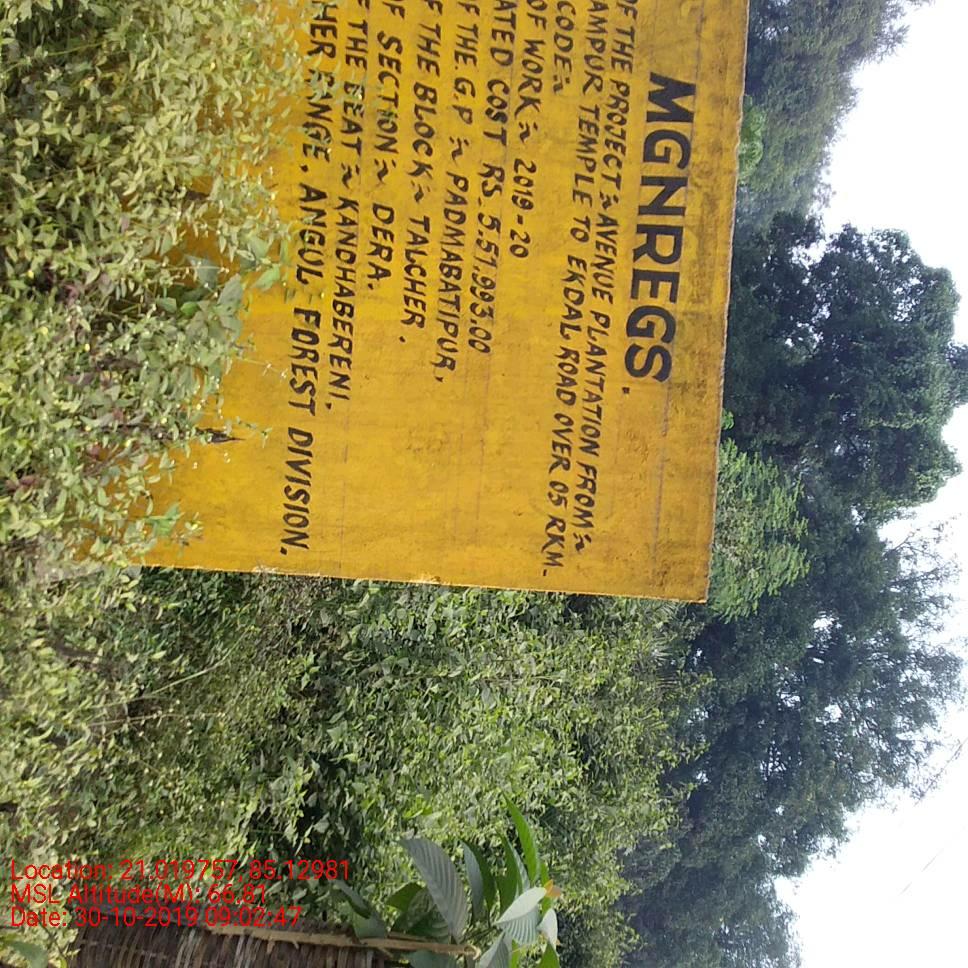 MGNREGS.
OF THE PROJECT ~ AVENUE PLANTATION FROM ~
AMPUR TEMPLE TO EKDAL ROAD OVER 05 RKM-
CODE ~
OF WORK ~ 2019-20
ATED COST RS. 5.57.993.00
F THE G.P ~ PADMABATIPUR,
F THE BLOCK ~ TALCHER.
OF SECTION ~ DERA.
F THE BEAT ~ KANDHABERENI.
HER RANGE, ANGUL FOREST DIVISION.
Location: 21.019757, 85.12981
MSL Altitude(M): 66.81
Date: 30-10-2019 09:02:47